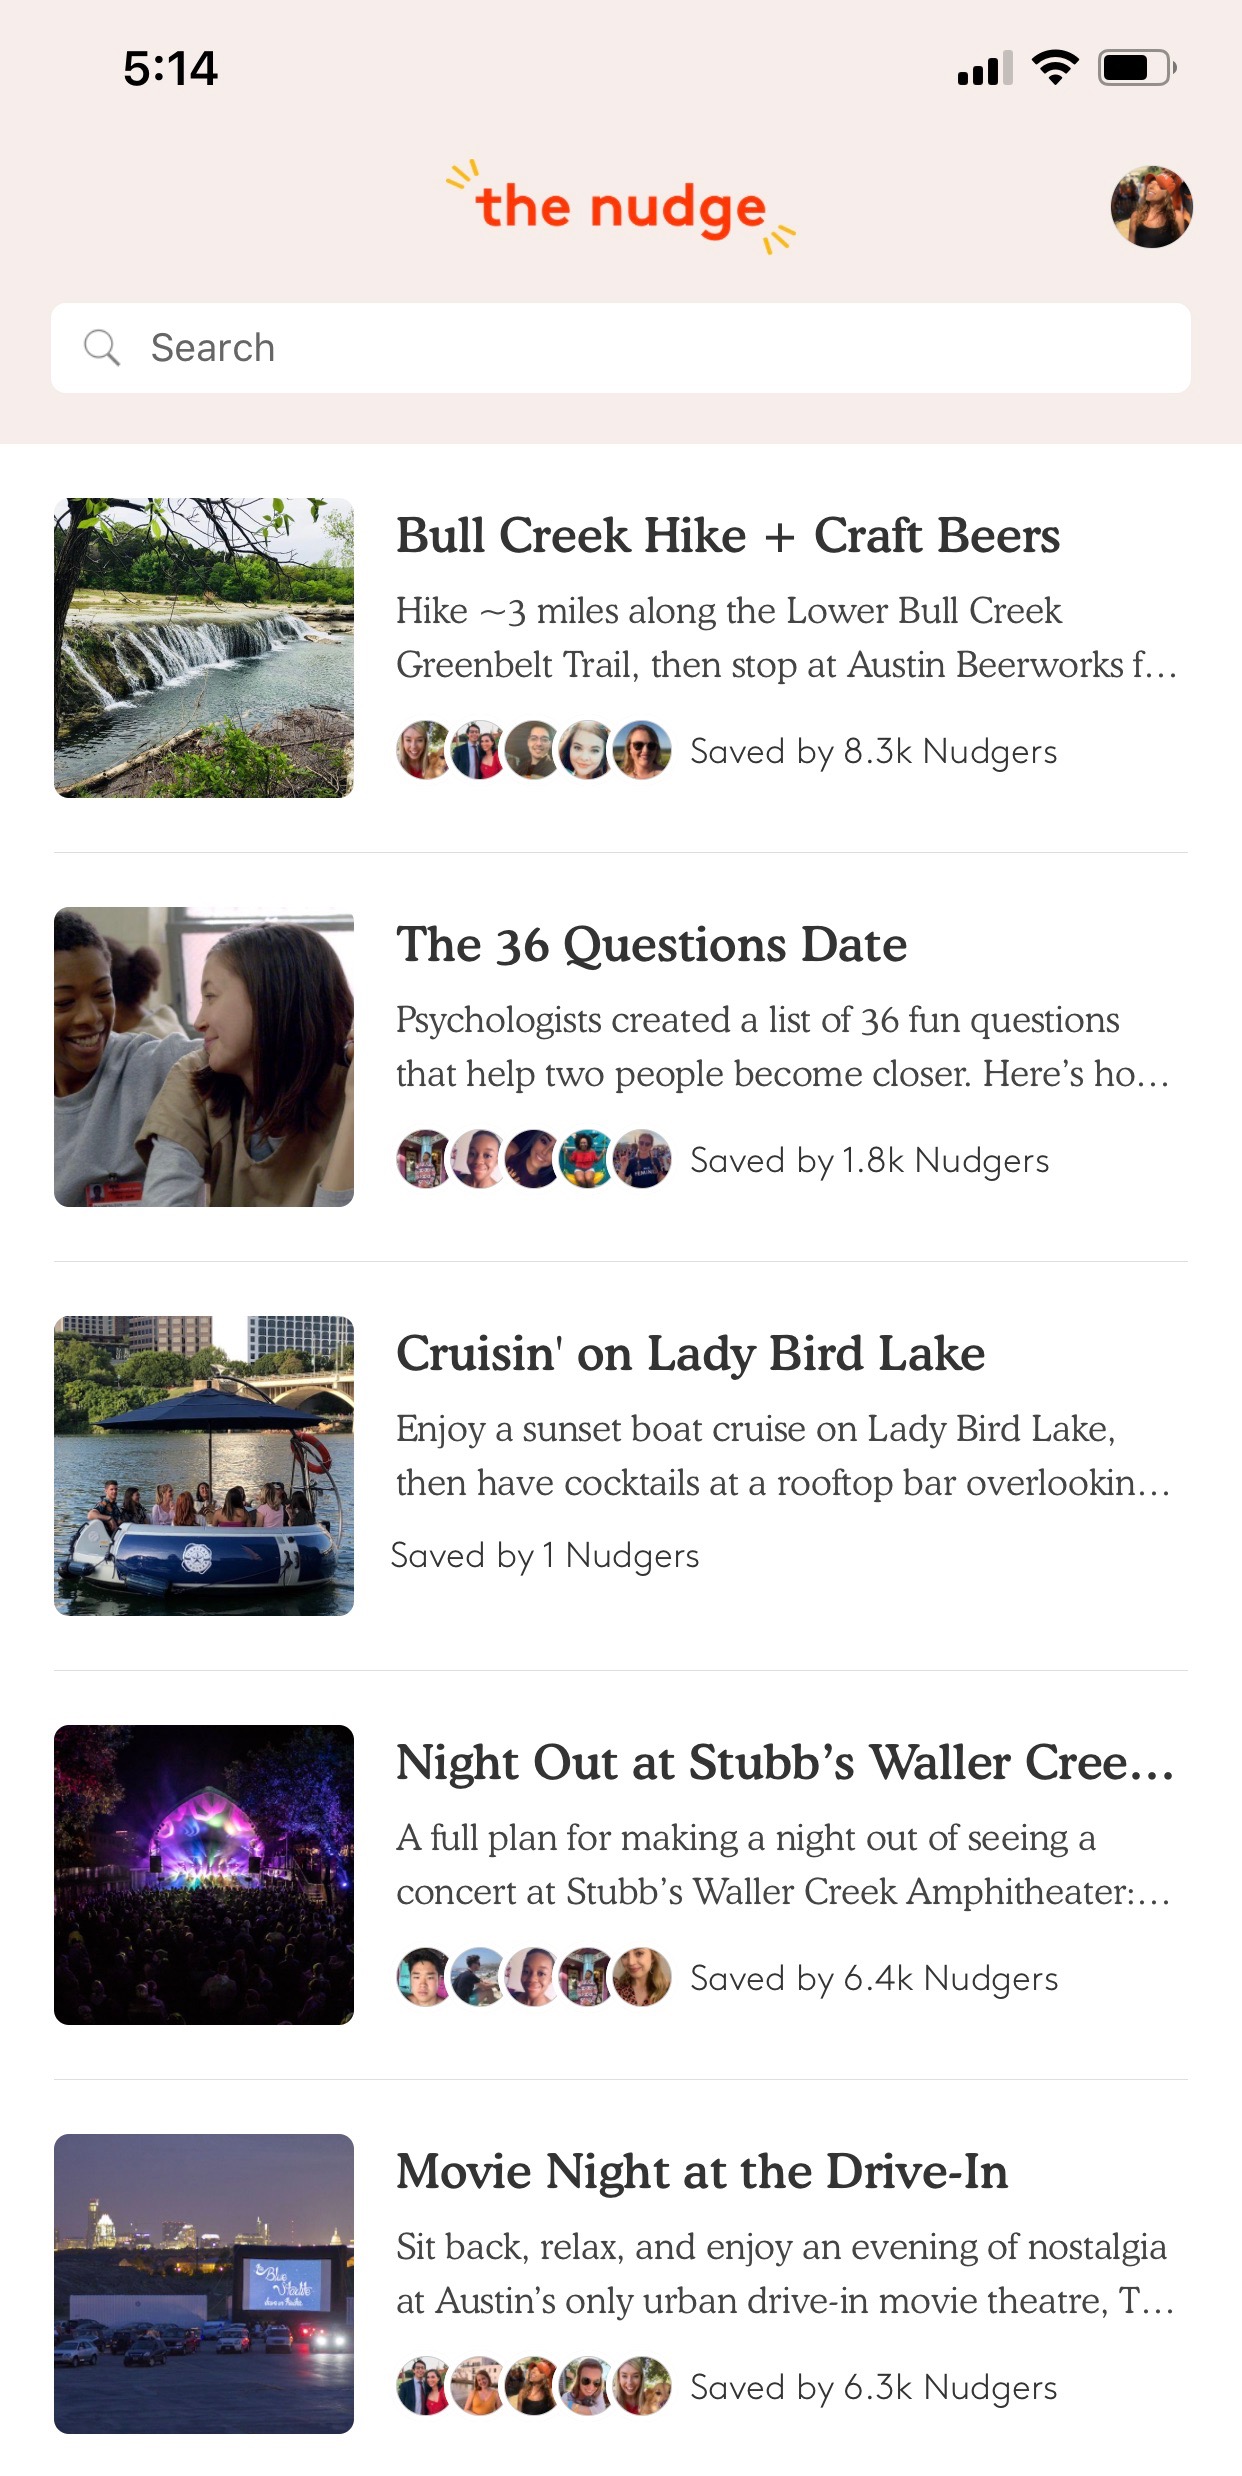 5:14
the nudge
Search
Bull Creek Hike + Craft Beers
Hike ~3 miles along the Lower Bull Creek
Greenbelt Trail, then stop at Austin Beerworks f…
Saved by 8.3k Nudgers
The 36 Questions Date
Psychologists created a list of 36 fun questions
that help two people become closer. Here’s ho…
Saved by 1.8k Nudgers
Cruisin' on Lady Bird Lake
Enjoy a sunset boat cruise on Lady Bird Lake,
then have cocktails at a rooftop bar overlookin…
Saved by 1 Nudgers
Night Out at Stubb’s Waller Cree…
A full plan for making a night out of seeing a
concert at Stubb’s Waller Creek Amphitheater:…
Saved by 6.4k Nudgers
Movie Night at the Drive-In
Sit back, relax, and enjoy an evening of nostalgia
at Austin’s only urban drive-in movie theatre, T…
Blue
Starlite
Saved by 6.3k Nudgers